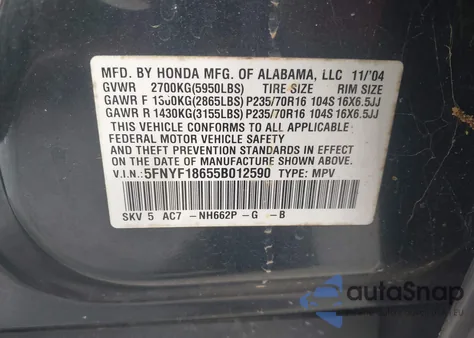 MFD. BY HONDA MFG. OF ALABAMA, LLC 11/'04
GVWR 2700KG(5950LBS) TIRE SIZE RIM SIZE
GAWR F 1300KG(2865LBS) P235/70R16 104S 16X6.5JJ
GAWR R 1430KG(3155LBS) P235/70R16 104S 16X6.5JJ
THIS VEHICLE CONFORMS TO ALL APPLICABLE
FEDERAL MOTOR VEHICLE SAFETY
AND THEFT PREVENTION STANDARDS IN EFFECT
ON THE DATE OF MANUFACTURE SHOWN ABOVE.
V.I.N.: 5FNYF18655B012590 TYPE: MPV
SKV 5 AC7 -NH662P -G -B
autoSnap